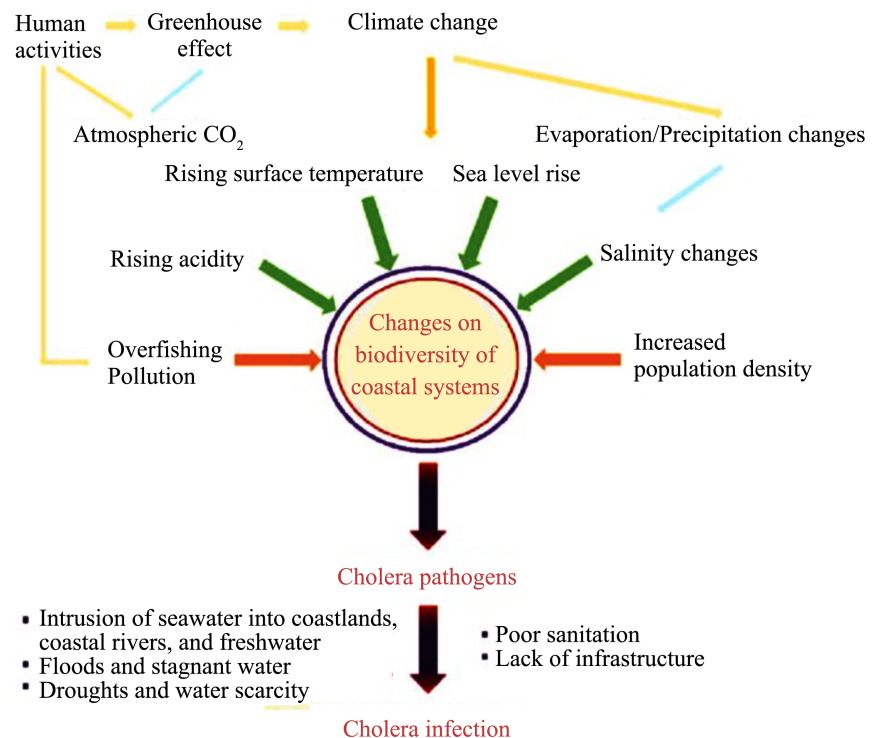 Human
activities
Greenhouse
effect
Climate change
Atmospheric CO₂
Evaporation/Precipitation changes
Rising surface temperature
Sea level rise
Rising acidity
Salinity changes
Overfishing
Pollution
Changes on
biodiversity of
coastal systems
Increased
population density
Cholera pathogens
▪ Intrusion of seawater into coastlands,
coastal rivers, and freshwater
▪ Floods and stagnant water
▪ Droughts and water scarcity
▪ Poor sanitation
▪ Lack of infrastructure
Cholera infection